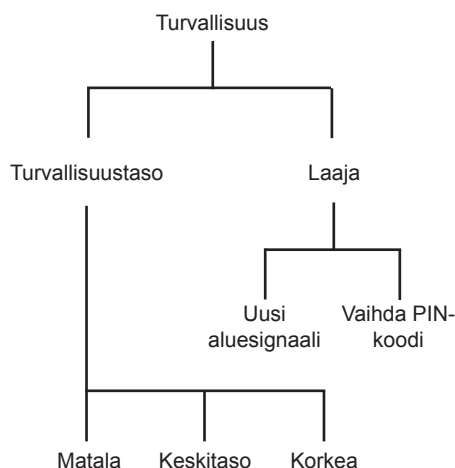 Turvallisuus
Turvallisuustaso
Laaja
Uusi
aluesignaali
Vaihda PIN-
koodi
Matala
Keskitaso
Korkea